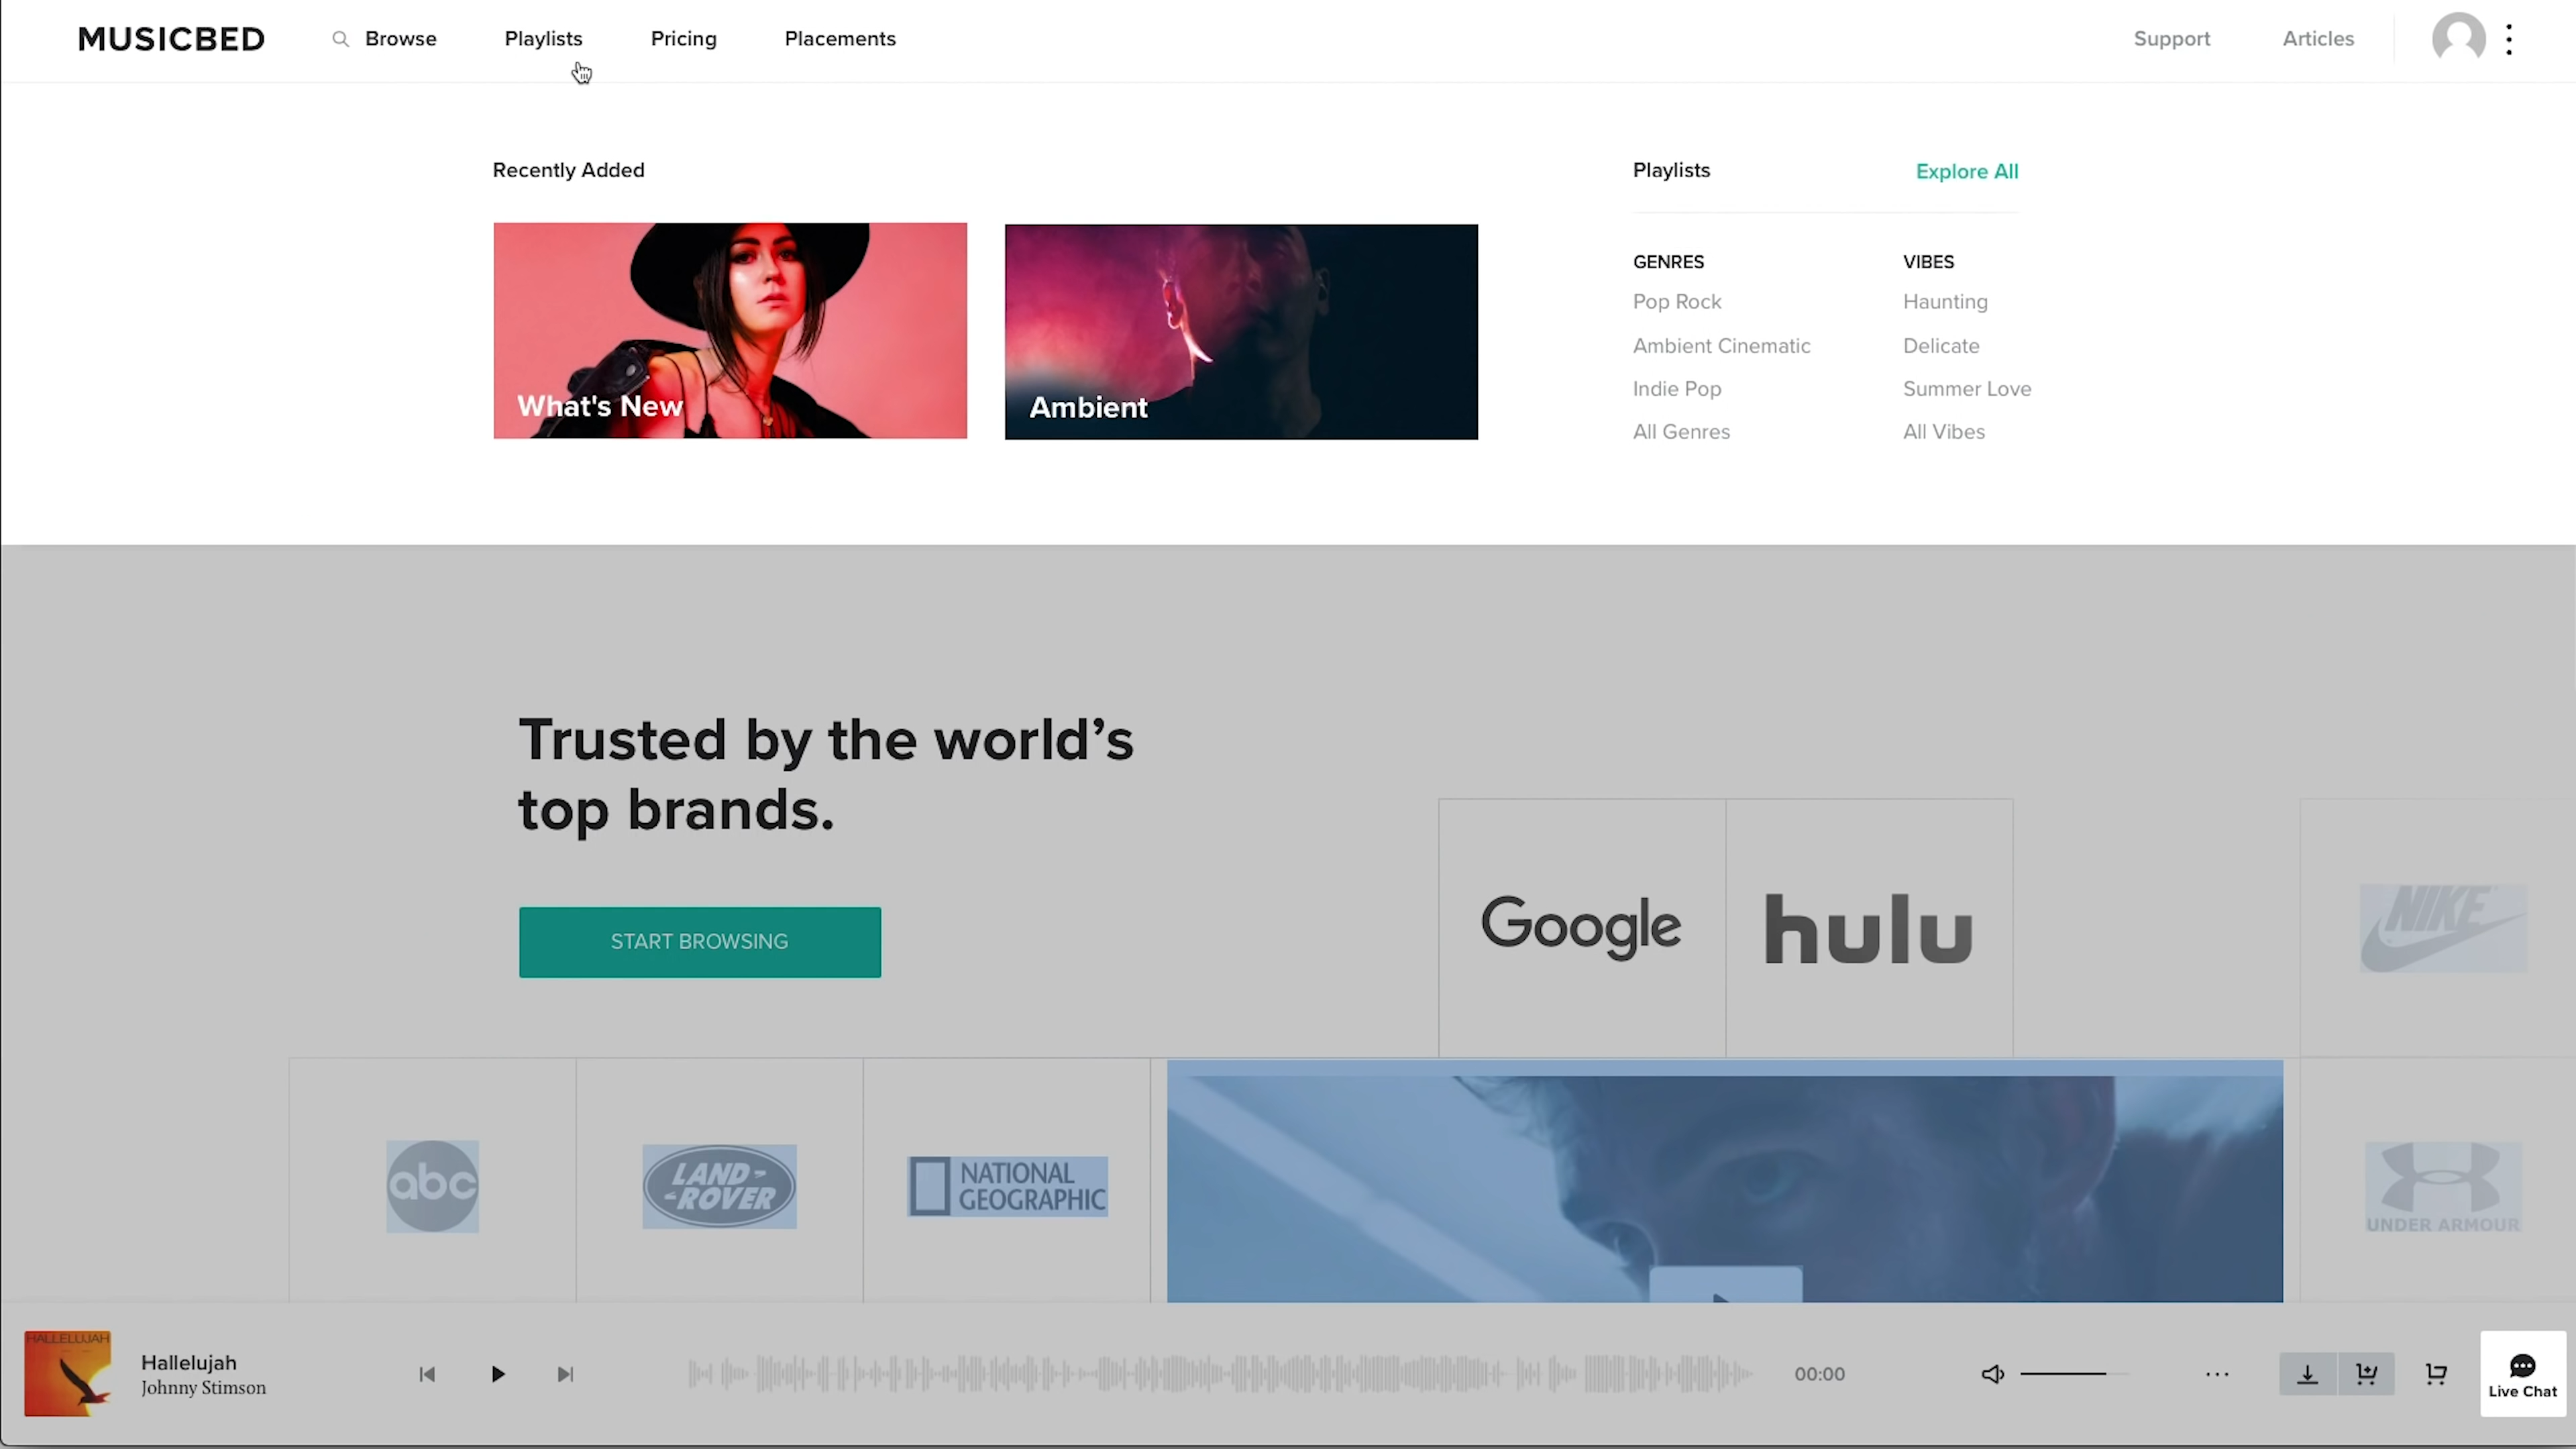 MUSICBED
Browse
Playlists
Pricing
Placements
Support
Articles
Recently Added
What's New
Ambient
Playlists
Explore All
GENRES
Pop Rock
Ambient Cinematic
Indie Pop
All Genres
VIBES
Haunting
Delicate
Summer Love
All Vibes
Trusted by the world’s
top brands.
START BROWSING
Google
hulu
NIKE
abc
LAND-
-ROVER
NATIONAL
GEOGRAPHIC
UNDER ARMOUR
HALLELUJAH
Hallelujah
Johnny Stimson
00:00
Live Chat